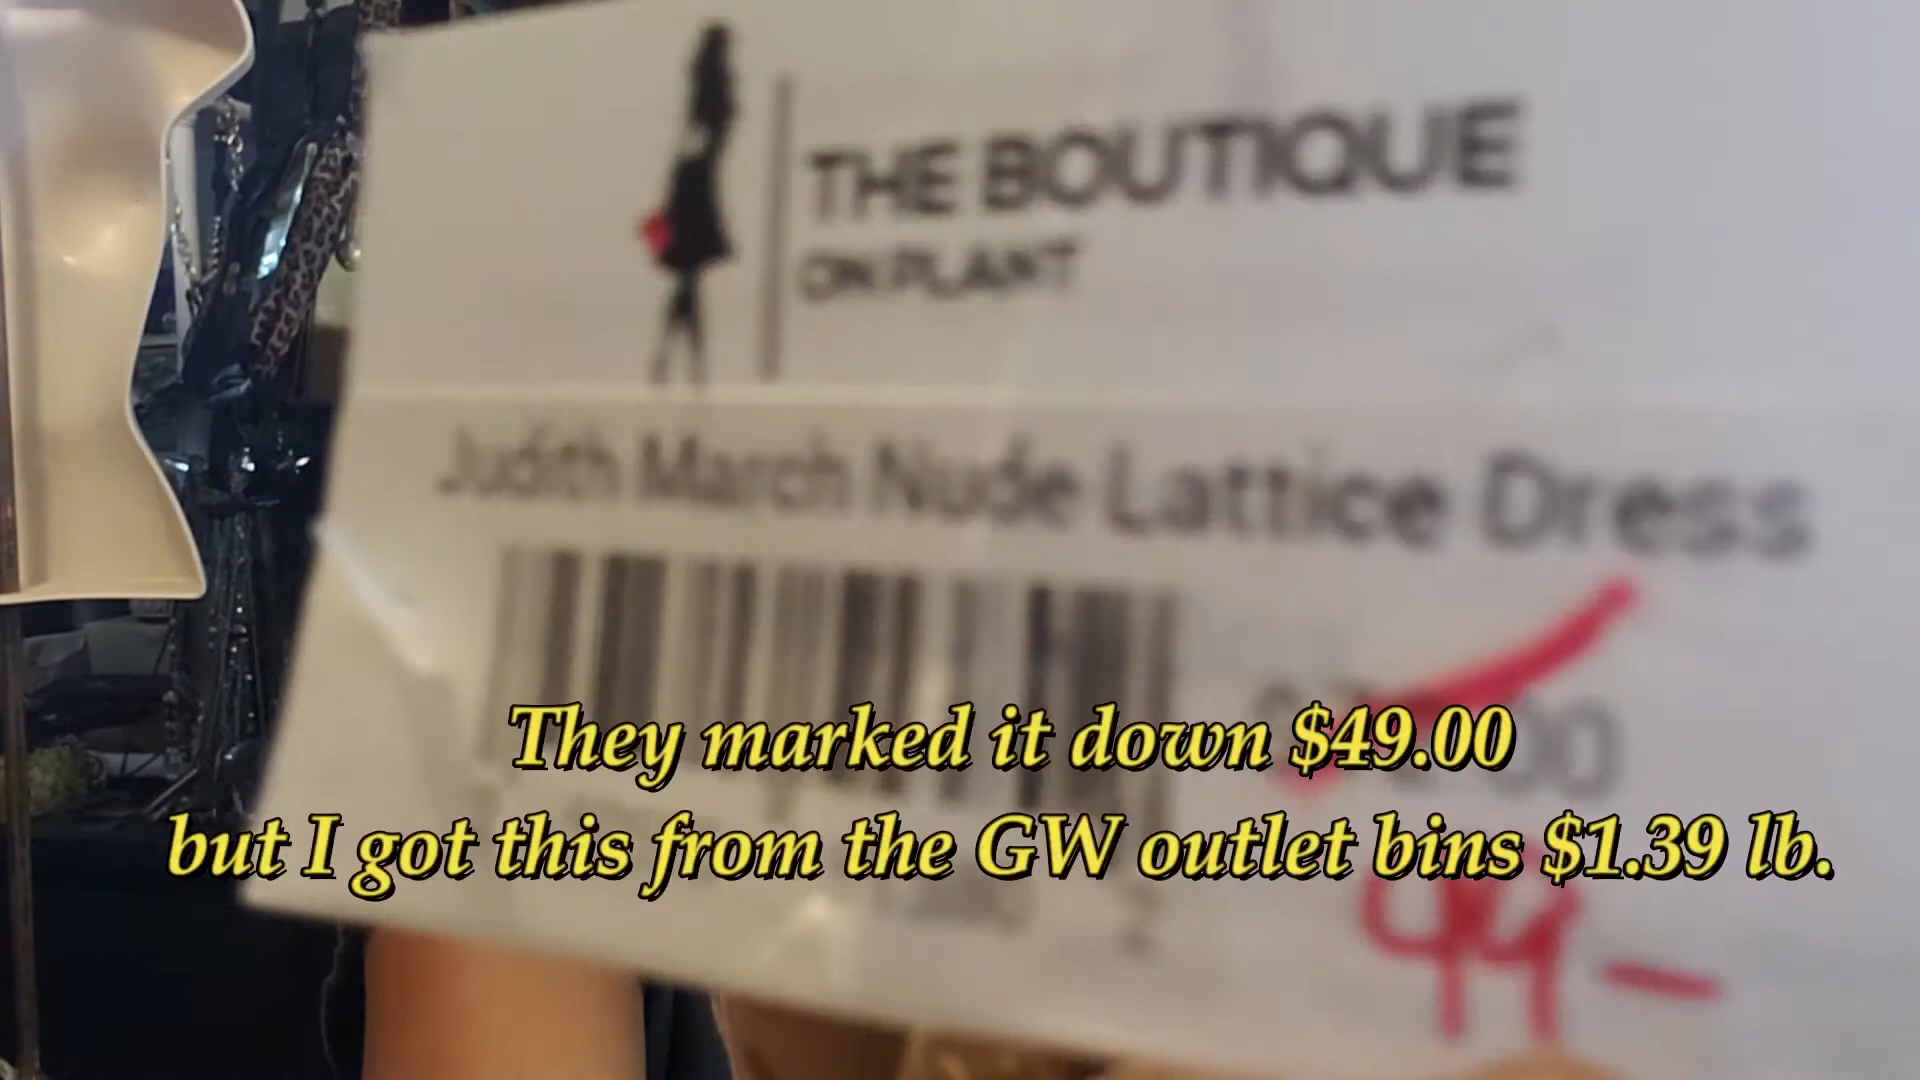 THE BOUTIQUE
ON PLANT
Judith March Nude Lattice Dress
They marked it down $49.00
but I got this from the GW outlet bins $1.39 lb.